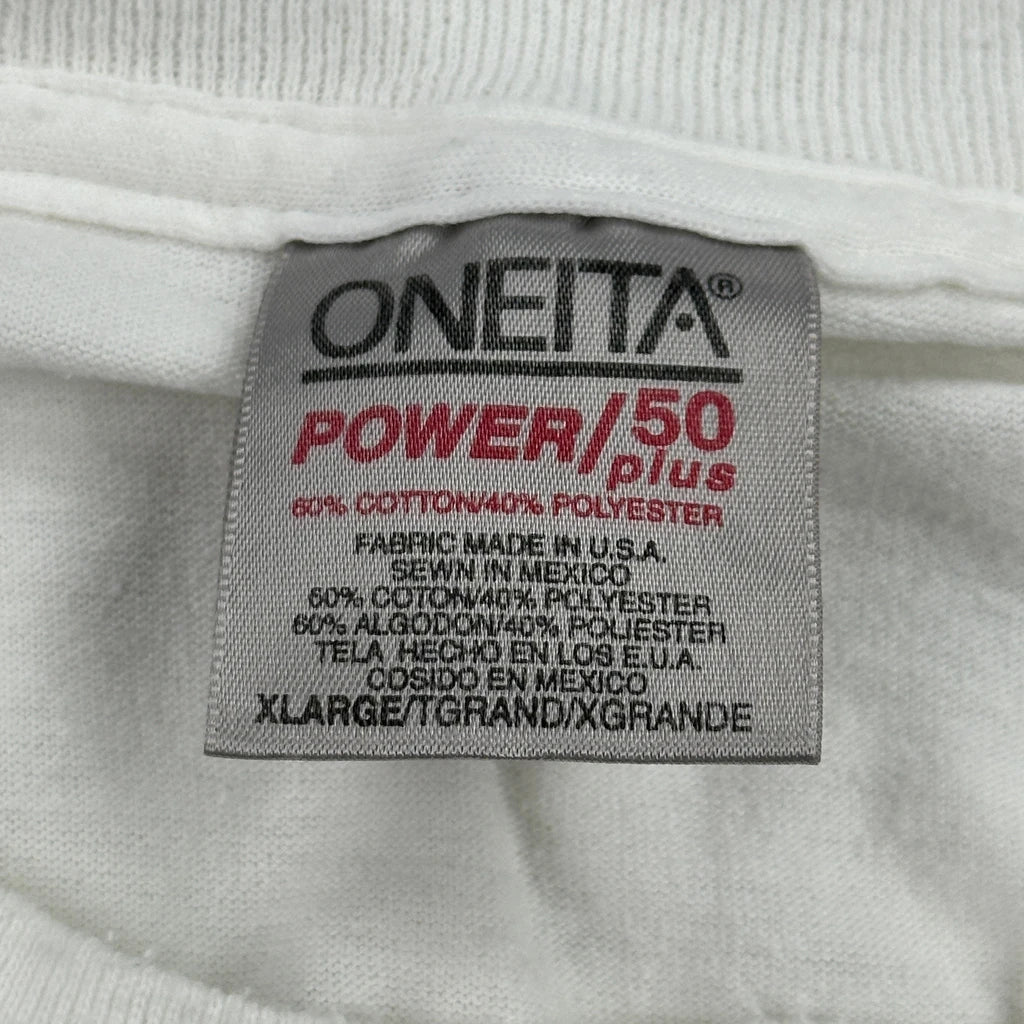 ONEITA®
POWER/50 plus
60% COTTON/40% POLYESTER
FABRIC MADE IN U.S.A.
SEWN IN MEXICO
60% COTON/40% POLYESTER
60% ALGODON/40% POLIESTER
TELA HECHO EN LOS E.U.A.
COSIDO EN MEXICO
XLARGE/TGRAND/XGRANDE